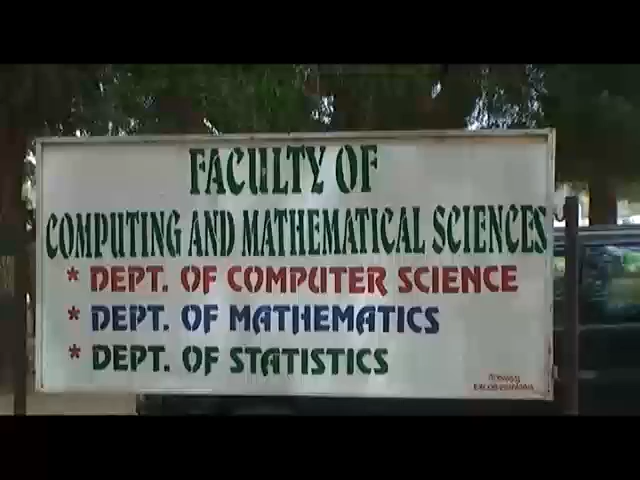 FACULTY OF
COMPUTING AND MATHEMATICAL SCIENCES
* DEPT. OF COMPUTER SCIENCE
* DEPT. OF MATHEMATICS
* DEPT. OF STATISTICS